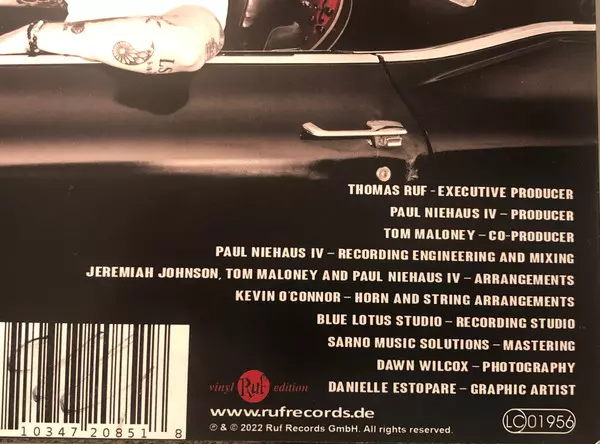 THOMAS RUF - EXECUTIVE PRODUCER
PAUL NIEHAUS IV – PRODUCER
TOM MALONEY – CO-PRODUCER
PAUL NIEHAUS IV – RECORDING ENGINEERING AND MIXING
JEREMIAH JOHNSON, TOM MALONEY AND PAUL NIEHAUS IV – ARRANGEMENTS
KEVIN O'CONNOR – HORN AND STRING ARRANGEMENTS
BLUE LOTUS STUDIO – RECORDING STUDIO
SARNO MUSIC SOLUTIONS – MASTERING
DAWN WILCOX – PHOTOGRAPHY
DANIELLE ESTOPARE – GRAPHIC ARTIST
vinyl Ruf edition
www.rufrecords.de
℗ & © 2022 Ruf Records GmbH. All rights reserved.
LC01956
10347 20851 8